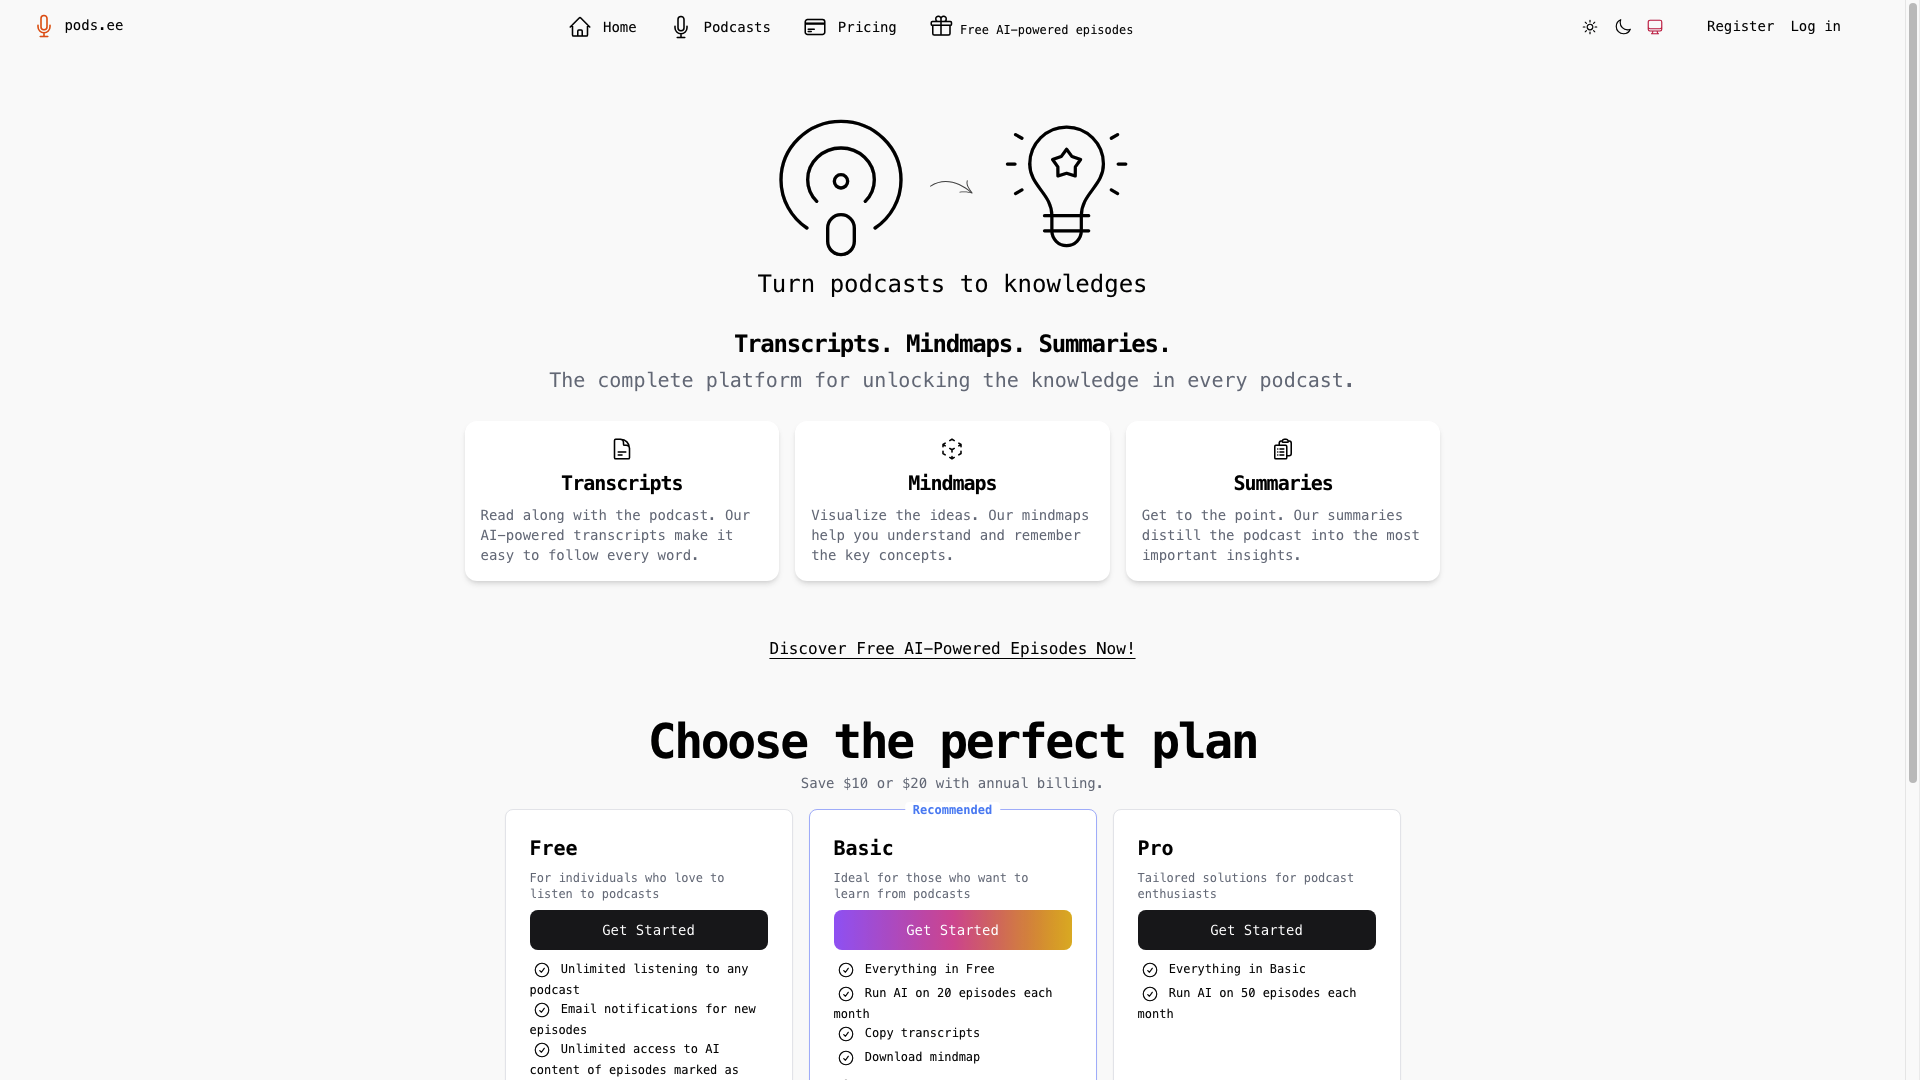 pods.ee
Home
Podcasts
Pricing
Free AI-powered episodes
Register
Log in
Turn podcasts to knowledges
Transcripts. Mindmaps. Summaries.
The complete platform for unlocking the knowledge in every podcast.
Transcripts
Read along with the podcast. Our
AI-powered transcripts make it
easy to follow every word.
Mindmaps
Visualize the ideas. Our mindmaps
help you understand and remember
the key concepts.
Summaries
Get to the point. Our summaries
distill the podcast into the most
important insights.
Discover Free AI-Powered Episodes Now!
Choose the perfect plan
Save $10 or $20 with annual billing.
Free
For individuals who love to
listen to podcasts
Get Started
Unlimited listening to any
podcast
Email notifications for new
episodes
Unlimited access to AI
content of episodes marked as
Recommended
Basic
Ideal for those who want to
learn from podcasts
Get Started
Everything in Free
Run AI on 20 episodes each
month
Copy transcripts
Download mindmap
Pro
Tailored solutions for podcast
enthusiasts
Get Started
Everything in Basic
Run AI on 50 episodes each
month